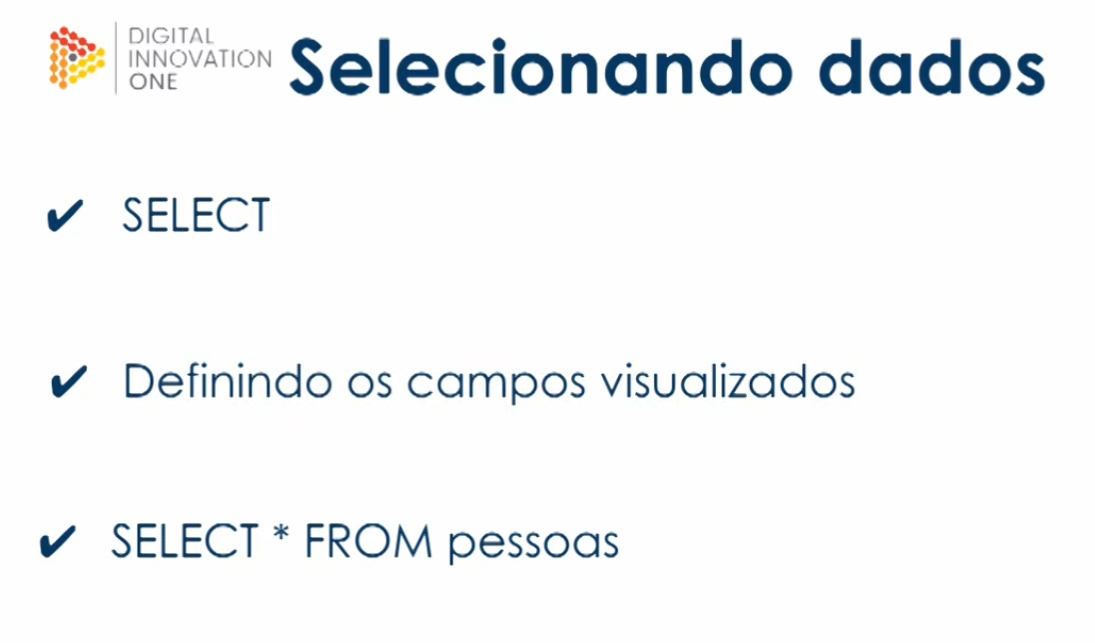 DIGITAL
INNOVATION
ONE
Selecionando dados
✔ SELECT
✔ Definindo os campos visualizados
✔ SELECT * FROM pessoas